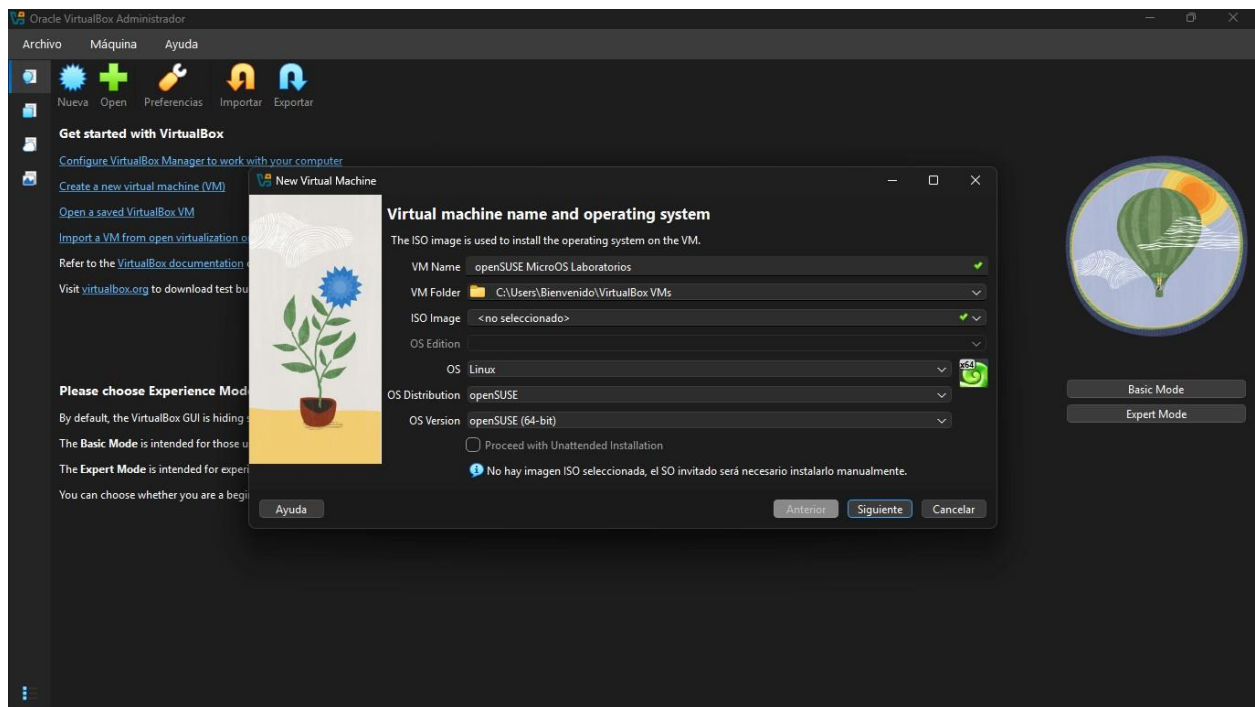 Oracle VirtualBox Administrador
Archivo Máquina Ayuda
Nueva Open Preferencias Importar Exportar
Get started with VirtualBox
Configure VirtualBox Manager to work with your computer
Create a new virtual machine (VM)
Open a saved VirtualBox VM
Import a VM from open virtualization
Refer to the VirtualBox documentation
Visit virtualbox.org to download test
Please choose Experience
By default, the VirtualBox GUI is hiding
The Basic Mode is intended for those
The Expert Mode is intended for
You can choose whether you are a
New Virtual Machine
Virtual machine name and operating system
The ISO image is used to install the operating system on the VM.
VM Name openSUSE MicroOS Laboratorios
VM Folder C:\Users\Bienvenido\VirtualBox VMs
ISO Image <no seleccionado>
OS Edition
OS Linux
x64
OS Distribution openSUSE
OS Version openSUSE (64-bit)
Proceed with Unattended Installation
No hay imagen ISO seleccionada, el SO invitado será necesario instalarlo manualmente.
Ayuda Anterior Siguiente Cancelar
Basic Mode
Expert Mode